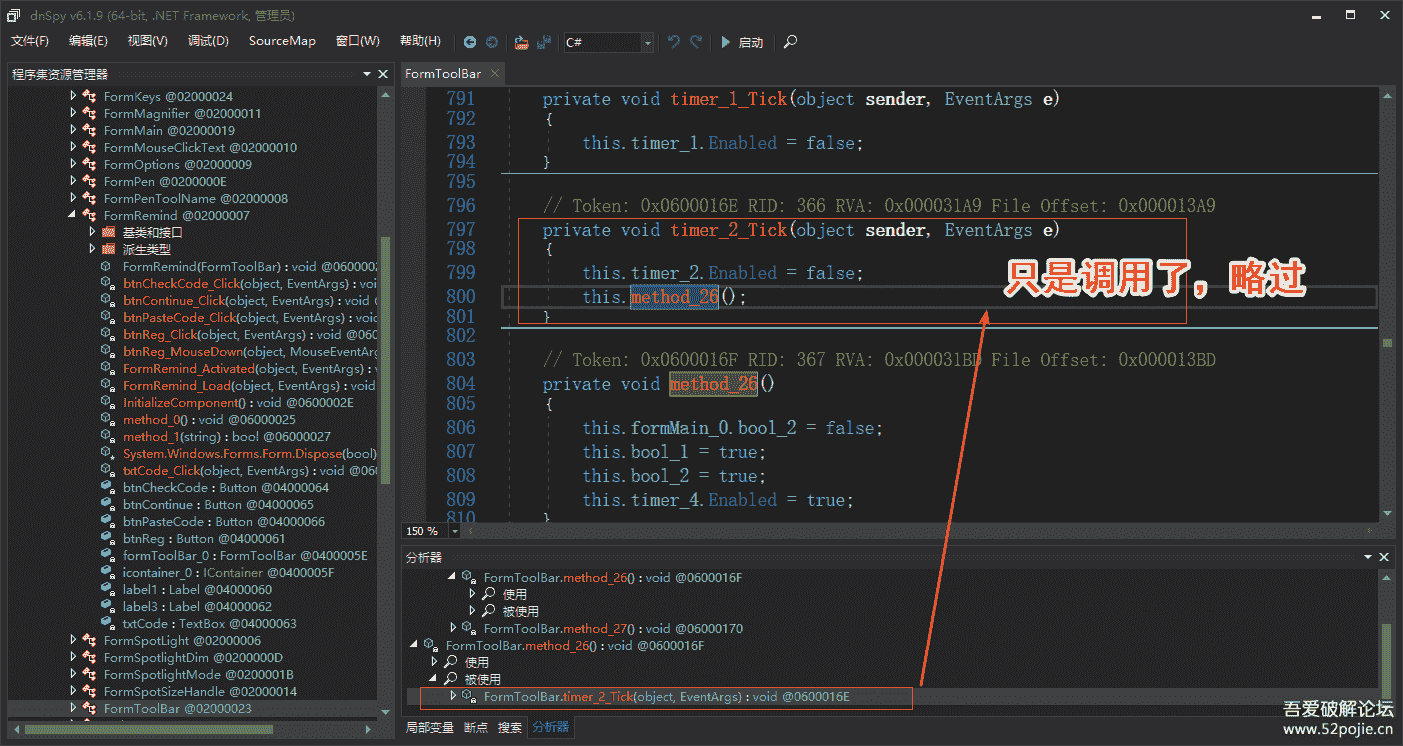 dnSpy v6.1.9 (64-bit, .NET Framework, 管理员)
文件(F) 编辑(E) 视图(V) 调试(D) SourceMap 窗口(W) 帮助(H) C# 启动
程序集资源管理器
FormKeys @02000024
FormMagnifier @02000011
FormMain @02000019
FormMouseClickText @02000010
FormOptions @02000009
FormPen @0200000E
FormPenToolName @02000008
FormRemind @02000007
基类和接口
派生类型
FormRemind(FormToolBar) : void @0600002
btnCheckCode_Click(object, EventArgs) : voi
btnContinue_Click(object, EventArgs) : void
btnPasteCode_Click(object, EventArgs) : voic
btnReg_Click(object, EventArgs) : void @060
btnReg_MouseDown(object, MouseEventArg
FormRemind_Activated(object, EventArgs) : v
FormRemind_Load(object, EventArgs) : void
InitializeComponent() : void @0600002E
method_0() : void @06000025
method_1(string) : bool @06000027
System.Windows.Forms.Form.Dispose(bool)
txtCode_Click(object, EventArgs) : void @06
btnCheckCode : Button @04000064
btnContinue : Button @04000065
btnPasteCode : Button @04000066
btnReg : Button @04000061
formToolBar_0 : FormToolBar @0400005E
icontainer_0 : IContainer @0400005F
label1 : Label @04000060
label3 : Label @04000062
txtCode : TextBox @04000063
FormSpotLight @02000006
FormSpotlightDim @0200000D
FormSpotlightMode @0200001B
FormSpotSizeHandle @02000014
FormToolBar @02000023
FormToolBar
791 private void timer_1_Tick(object sender, EventArgs e)
792 {
793 this.timer_1.Enabled = false;
794 }
795
796 // Token: 0x0600016E RID: 366 RVA: 0x000031A9 File Offset: 0x000013A9
797 private void timer_2_Tick(object sender, EventArgs e)
798 {
799 this.timer_2.Enabled = false;
800 this.method_26();
801 }
802
只是调用了，略过
803 // Token: 0x0600016F RID: 367 RVA: 0x000031BD File Offset: 0x000013BD
804 private void method_26()
805 {
806 this.formMain_0.bool_2 = false;
807 this.bool_1 = true;
808 this.bool_2 = true;
809 this.timer_4.Enabled = true;
810 }
150 %
分析器
FormToolBar.method_26() : void @0600016F
使用
被使用
FormToolBar.method_27() : void @06000170
FormToolBar.method_26() : void @0600016F
使用
被使用
FormToolBar.timer_2_Tick(object, EventArgs) : void @0600016E
局部变量 断点 搜索 分析器
吾爱破解论坛
www.52pojie.cn